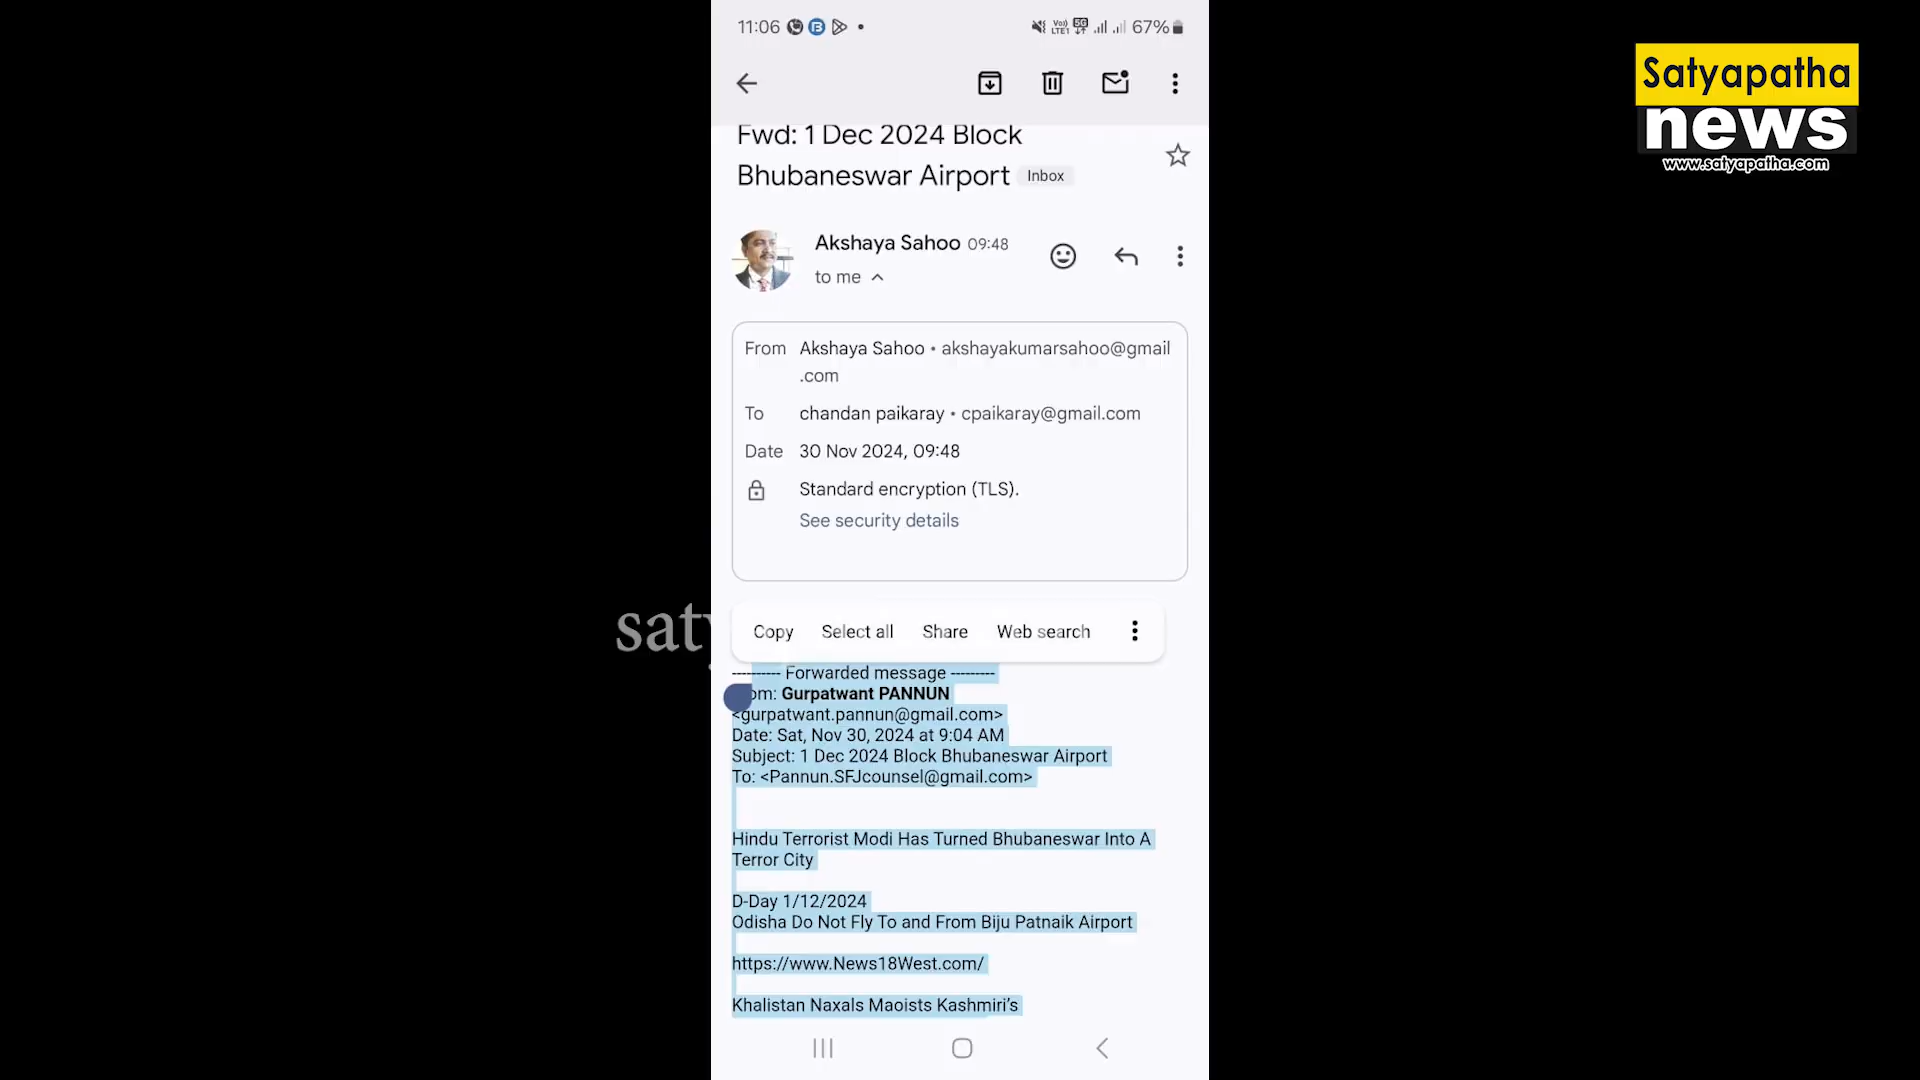 11:06
67%
Satyapatha
news
www.satyapatha.com
Fwd: 1 Dec 2024 Block
Bhubaneswar Airport Inbox
Akshaya Sahoo 09:48
to me
From Akshaya Sahoo • akshayakumarsahoo@gmail
.com
To chandan paikaray • cpaikaray@gmail.com
Date 30 Nov 2024, 09:48
Standard encryption (TLS).
See security details
Copy Select all Share Web search
---------- Forwarded message ---------
om: Gurpatwant PANNUN
<gurpatwant.pannun@gmail.com>
Date: Sat, Nov 30, 2024 at 9:04 AM
Subject: 1 Dec 2024 Block Bhubaneswar Airport
To: <Pannun.SFJcounsel@gmail.com>
Hindu Terrorist Modi Has Turned Bhubaneswar Into A
Terror City
D-Day 1/12/2024
Odisha Do Not Fly To and From Biju Patnaik Airport
https://www.News18West.com/
Khalistan Naxals Maoists Kashmiri’s